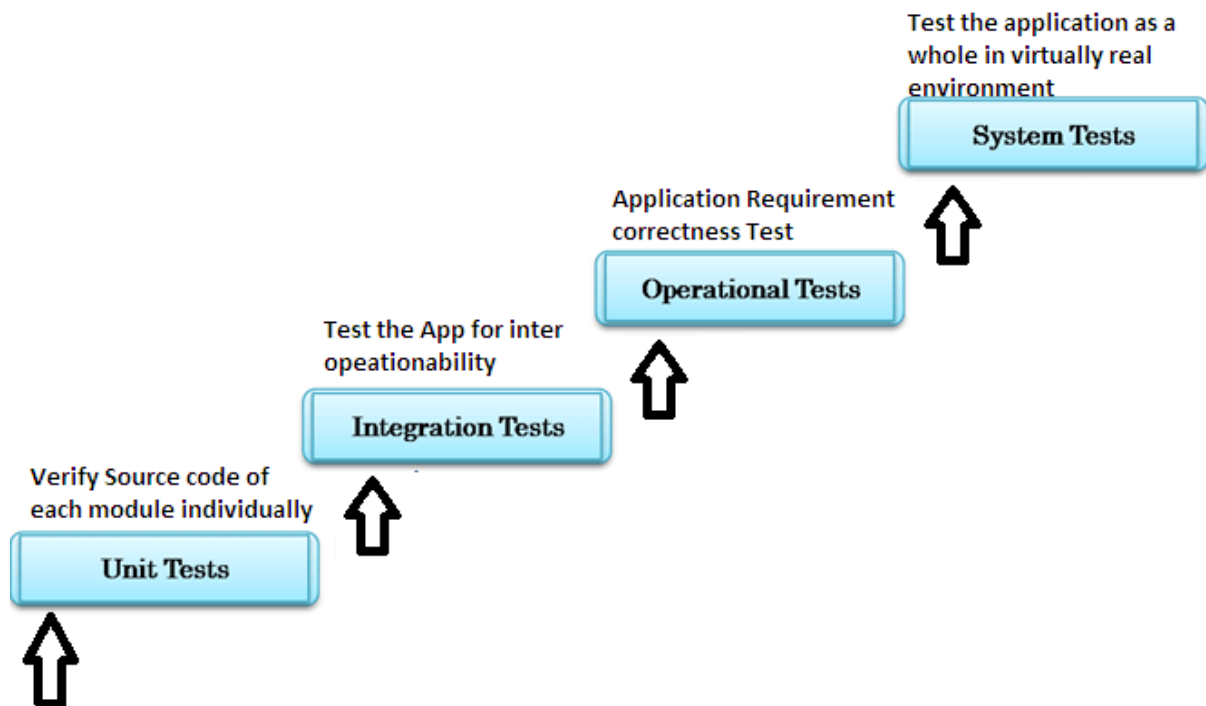 Test the application as a
whole in virtually real
environment
System Tests
Application Requirement
correctness Test
Operational Tests
Test the App for inter
opeationability
Integration Tests
Verify Source code of
each module individually
Unit Tests